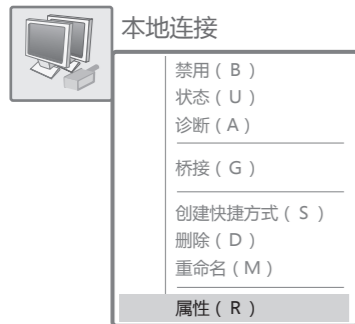 本地连接
禁用（B）
状态（U）
诊断（A）
桥接（G）
创建快捷方式（S）
删除（D）
重命名（M）
属性（R）